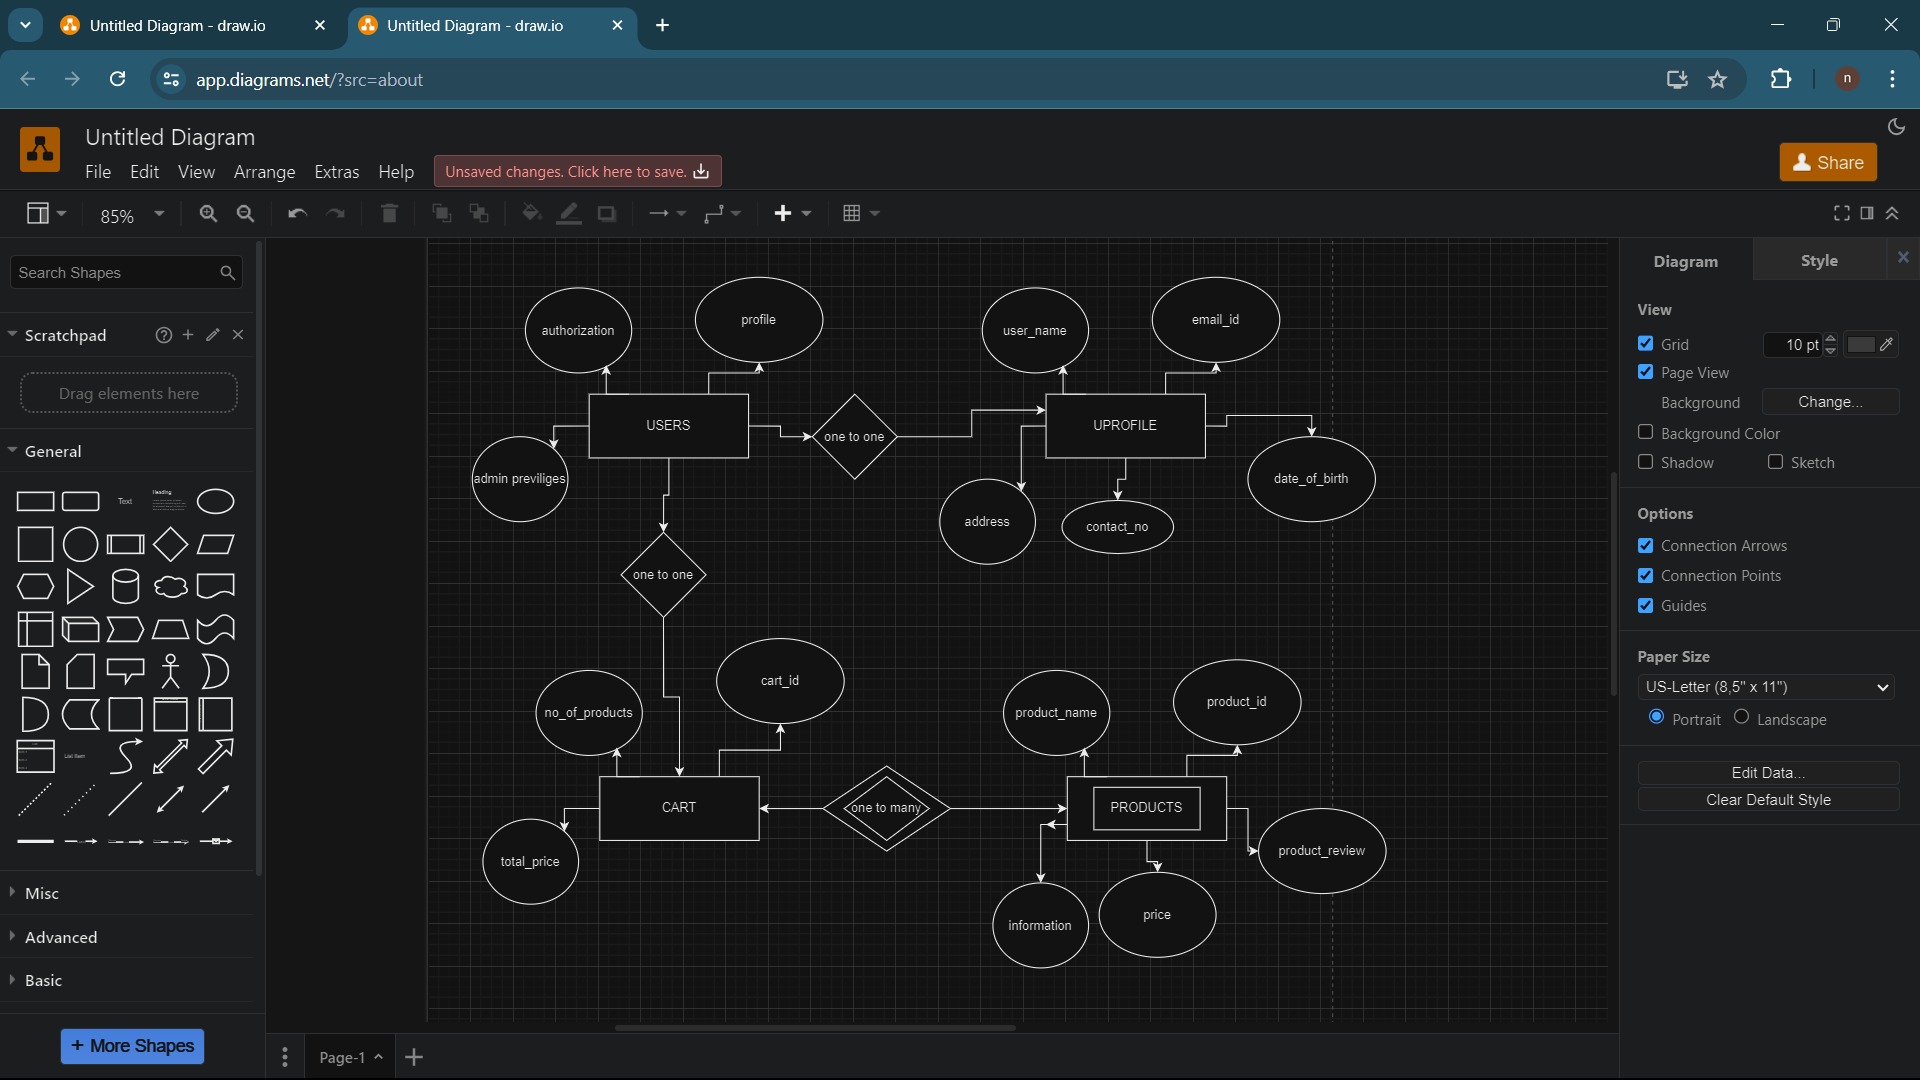 Untitled Diagram - draw.io
Untitled Diagram - draw.io
app.diagrams.net/?src=about
n
Untitled Diagram
File Edit View Arrange Extras Help
Unsaved changes. Click here to save.
Share
85%
Search Shapes
Scratchpad
Drag elements here
General
Text
Heading
List Item
Misc
Advanced
Basic
+ More Shapes
authorization
profile
user_name
email_id
USERS
one to one
UPROFILE
admin previliges
address
contact_no
date_of_birth
one to one
no_of_products
cart_id
product_name
product_id
CART
one to many
PRODUCTS
total_price
product_review
information
price
Page-1
Diagram
Style
View
Grid
10 pt
Page View
Background
Change...
Background Color
Shadow
Sketch
Options
Connection Arrows
Connection Points
Guides
Paper Size
US-Letter (8,5" x 11")
Portrait
Landscape
Edit Data...
Clear Default Style